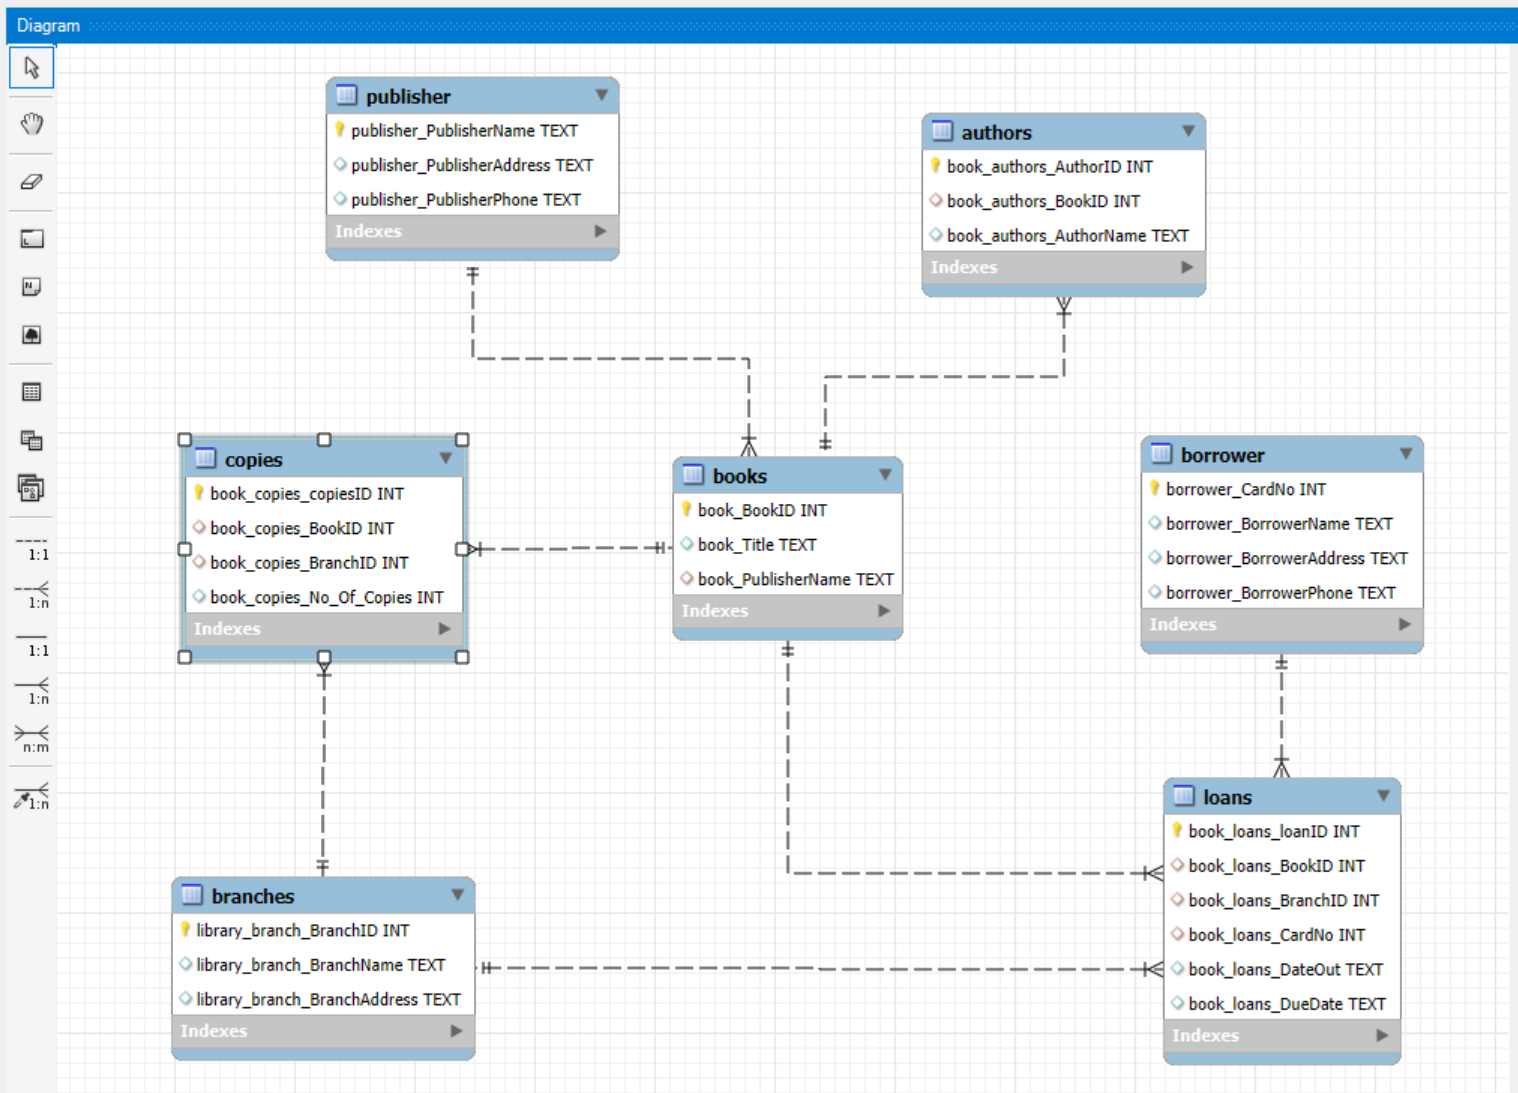 Diagram
publisher
publisher_PublisherName TEXT
publisher_PublisherAddress TEXT
publisher_PublisherPhone TEXT
Indexes
authors
book_authors_AuthorID INT
book_authors_BookID INT
book_authors_AuthorName TEXT
Indexes
copies
book_copies_copiesID INT
book_copies_BookID INT
book_copies_BranchID INT
book_copies_No_Of_Copies INT
Indexes
books
book_BookID INT
book_Title TEXT
book_PublisherName TEXT
Indexes
borrower
borrower_CardNo INT
borrower_BorrowerName TEXT
borrower_BorrowerAddress TEXT
borrower_BorrowerPhone TEXT
Indexes
branches
library_branch_BranchID INT
library_branch_BranchName TEXT
library_branch_BranchAddress TEXT
Indexes
loans
book_loans_loanID INT
book_loans_BookID INT
book_loans_BranchID INT
book_loans_CardNo INT
book_loans_DateOut TEXT
book_loans_DueDate TEXT
Indexes
L
N
1:1
1:n
1:1
1:n
n:m
1:n